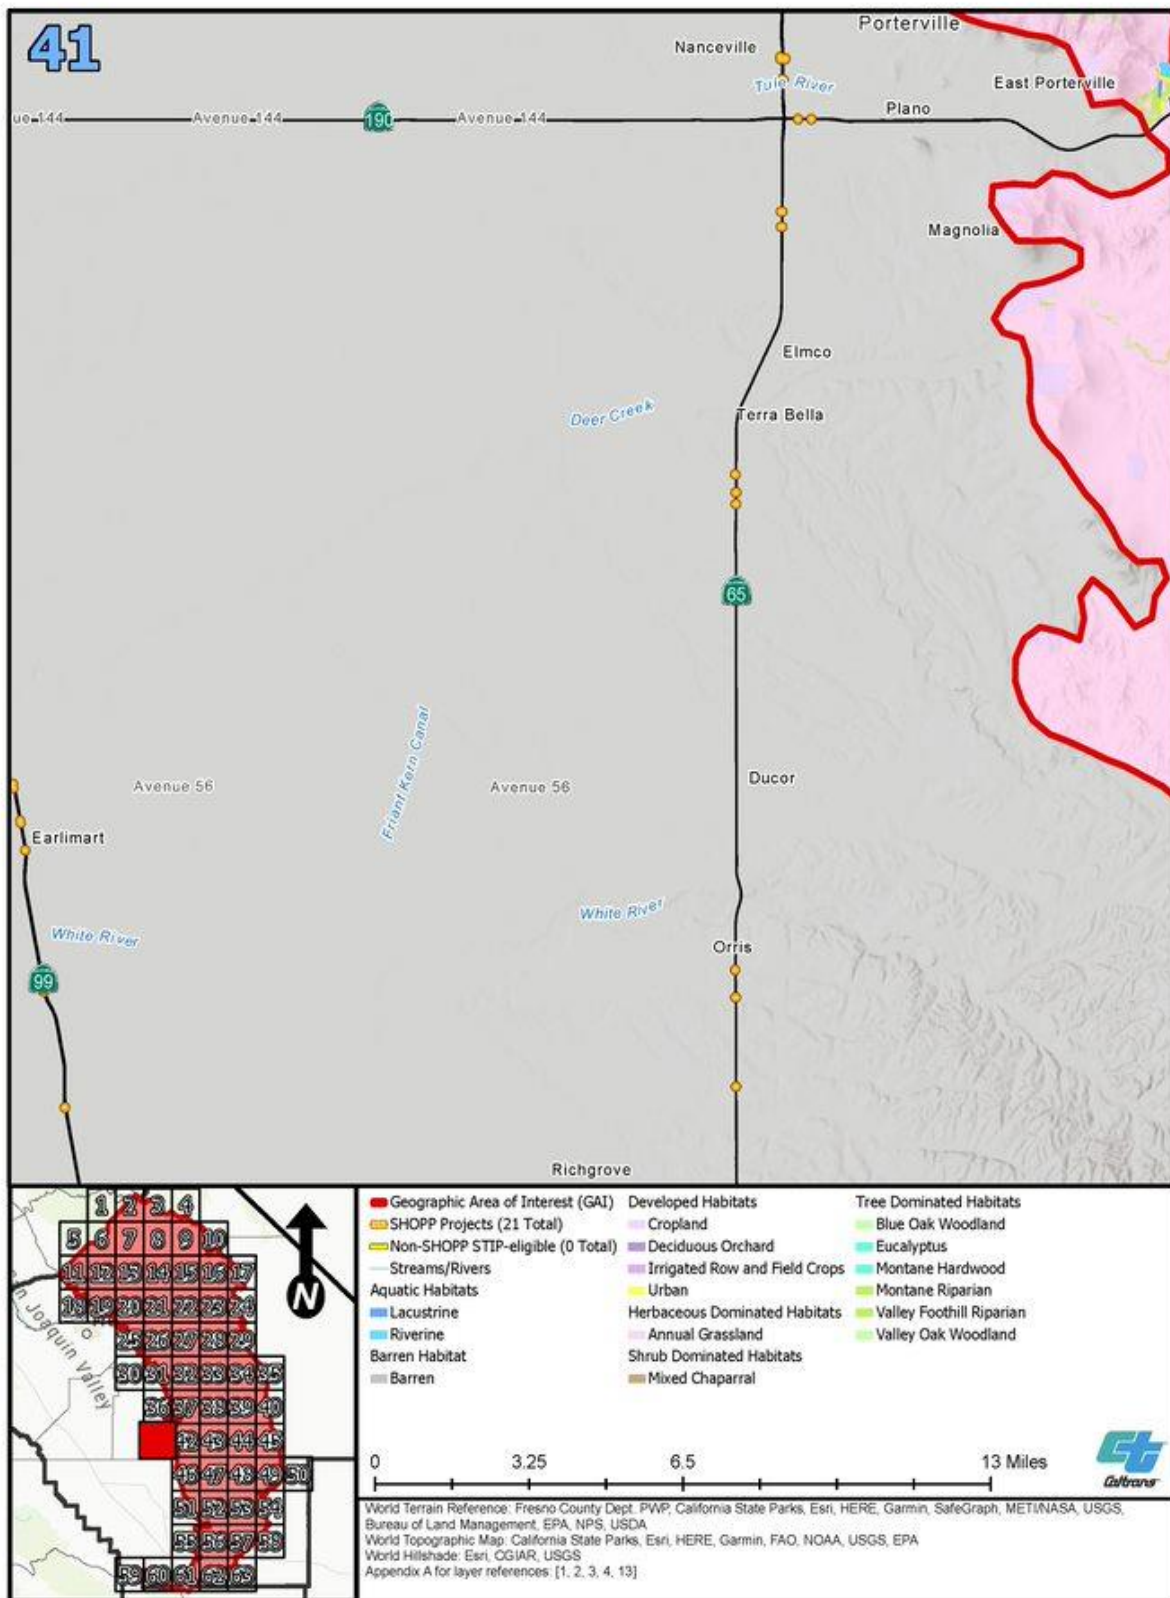 41
Porterville
Nanceville
Tule River
East Porterville
Plano
ue 144
Avenue 144
190
Avenue 144
Magnolia
Elmco
Deer Creek
Terra Bella
65
Friant Kern Canal
Avenue 56
Avenue 56
Ducor
Earlimart
White River
White River
Orris
99
Richgrove
1 2 3 4
5 6 7 8 9 10
11 12 13 14 15 16 17
18 19 20 21 22 23 24
25 26 27 28 29
30 31 32 33 34 35
36 37 38 39 40
42 43 44 45
46 47 48 49 50
51 52 53 54
55 56 57 58
59 60 61 62 63
n Joaquin Valley
N
Geographic Area of Interest (GAI)
SHOPP Projects (21 Total)
Non-SHOPP STIP-eligible (0 Total)
Streams/Rivers
Aquatic Habitats
Lacustrine
Riverine
Barren Habitat
Barren
Developed Habitats
Cropland
Deciduous Orchard
Irrigated Row and Field Crops
Urban
Herbaceous Dominated Habitats
Annual Grassland
Shrub Dominated Habitats
Mixed Chaparral
Tree Dominated Habitats
Blue Oak Woodland
Eucalyptus
Montane Hardwood
Montane Riparian
Valley Foothill Riparian
Valley Oak Woodland
0 3.25 6.5 13 Miles
ct
Caltrans
World Terrain Reference: Fresno County Dept. PWP, California State Parks, Esri, HERE, Garmin, SafeGraph, METI/NASA, USGS,
Bureau of Land Management, EPA, NPS, USDA
World Topographic Map: California State Parks, Esri, HERE, Garmin, FAO, NOAA, USGS, EPA
World Hillshade: Esri, CGIAR, USGS
Appendix A for layer references: [1, 2, 3, 4, 13]